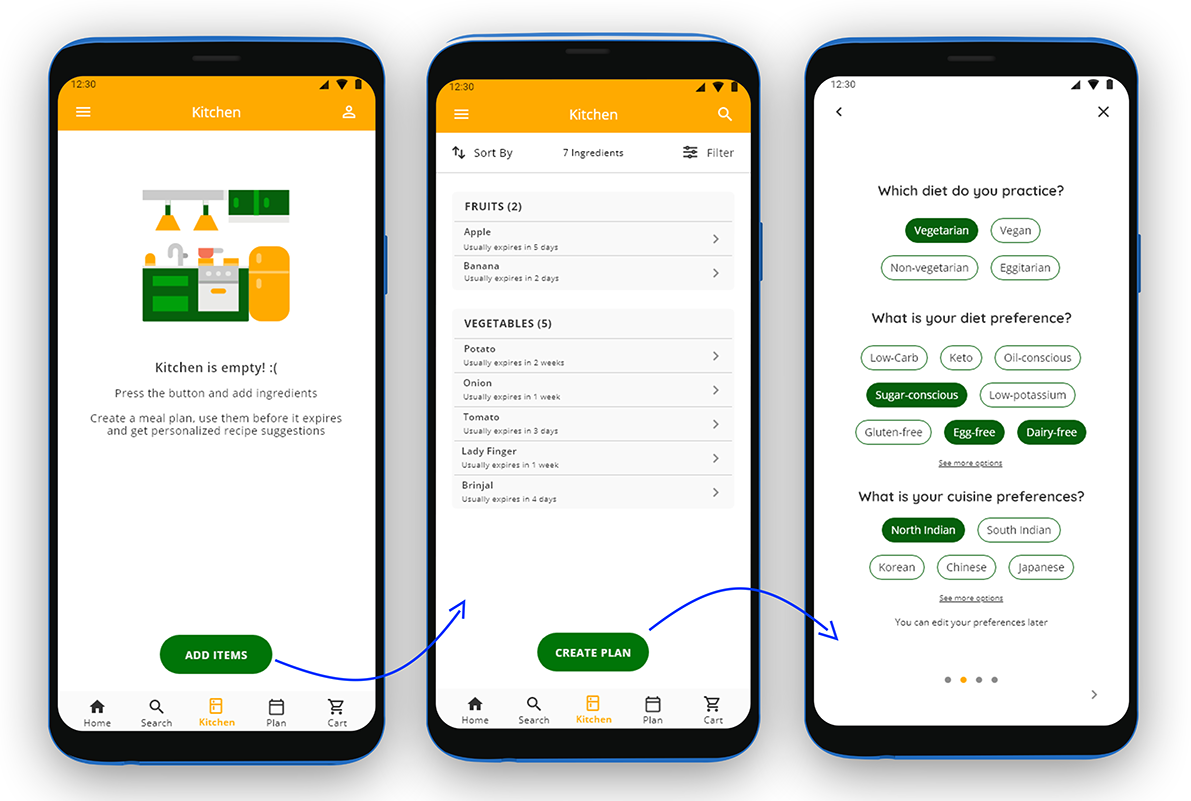 12:30
Kitchen
Kitchen is empty! :(
Press the button and add ingredients
Create a meal plan, use them before it expires
and get personalized recipe suggestions
ADD ITEMS
Home Search Kitchen Plan Cart
12:30
Kitchen
Sort By 7 Ingredients Filter
FRUITS (2)
Apple
Usually expires in 5 days
Banana
Usually expires in 2 days
VEGETABLES (5)
Potato
Usually expires in 2 weeks
Onion
Usually expires in 1 week
Tomato
Usually expires in 3 days
Lady Finger
Usually expires in 1 week
Brinjal
Usually expires in 4 days
CREATE PLAN
Home Search Kitchen Plan Cart
12:30
Which diet do you practice?
Vegetarian Vegan
Non-vegetarian Eggitarian
What is your diet preference?
Low-Carb Keto Oil-conscious
Sugar-conscious Low-potassium
Gluten-free Egg-free Dairy-free
See more options
What is your cuisine preferences?
North Indian South Indian
Korean Chinese Japanese
See more options
You can edit your preferences later